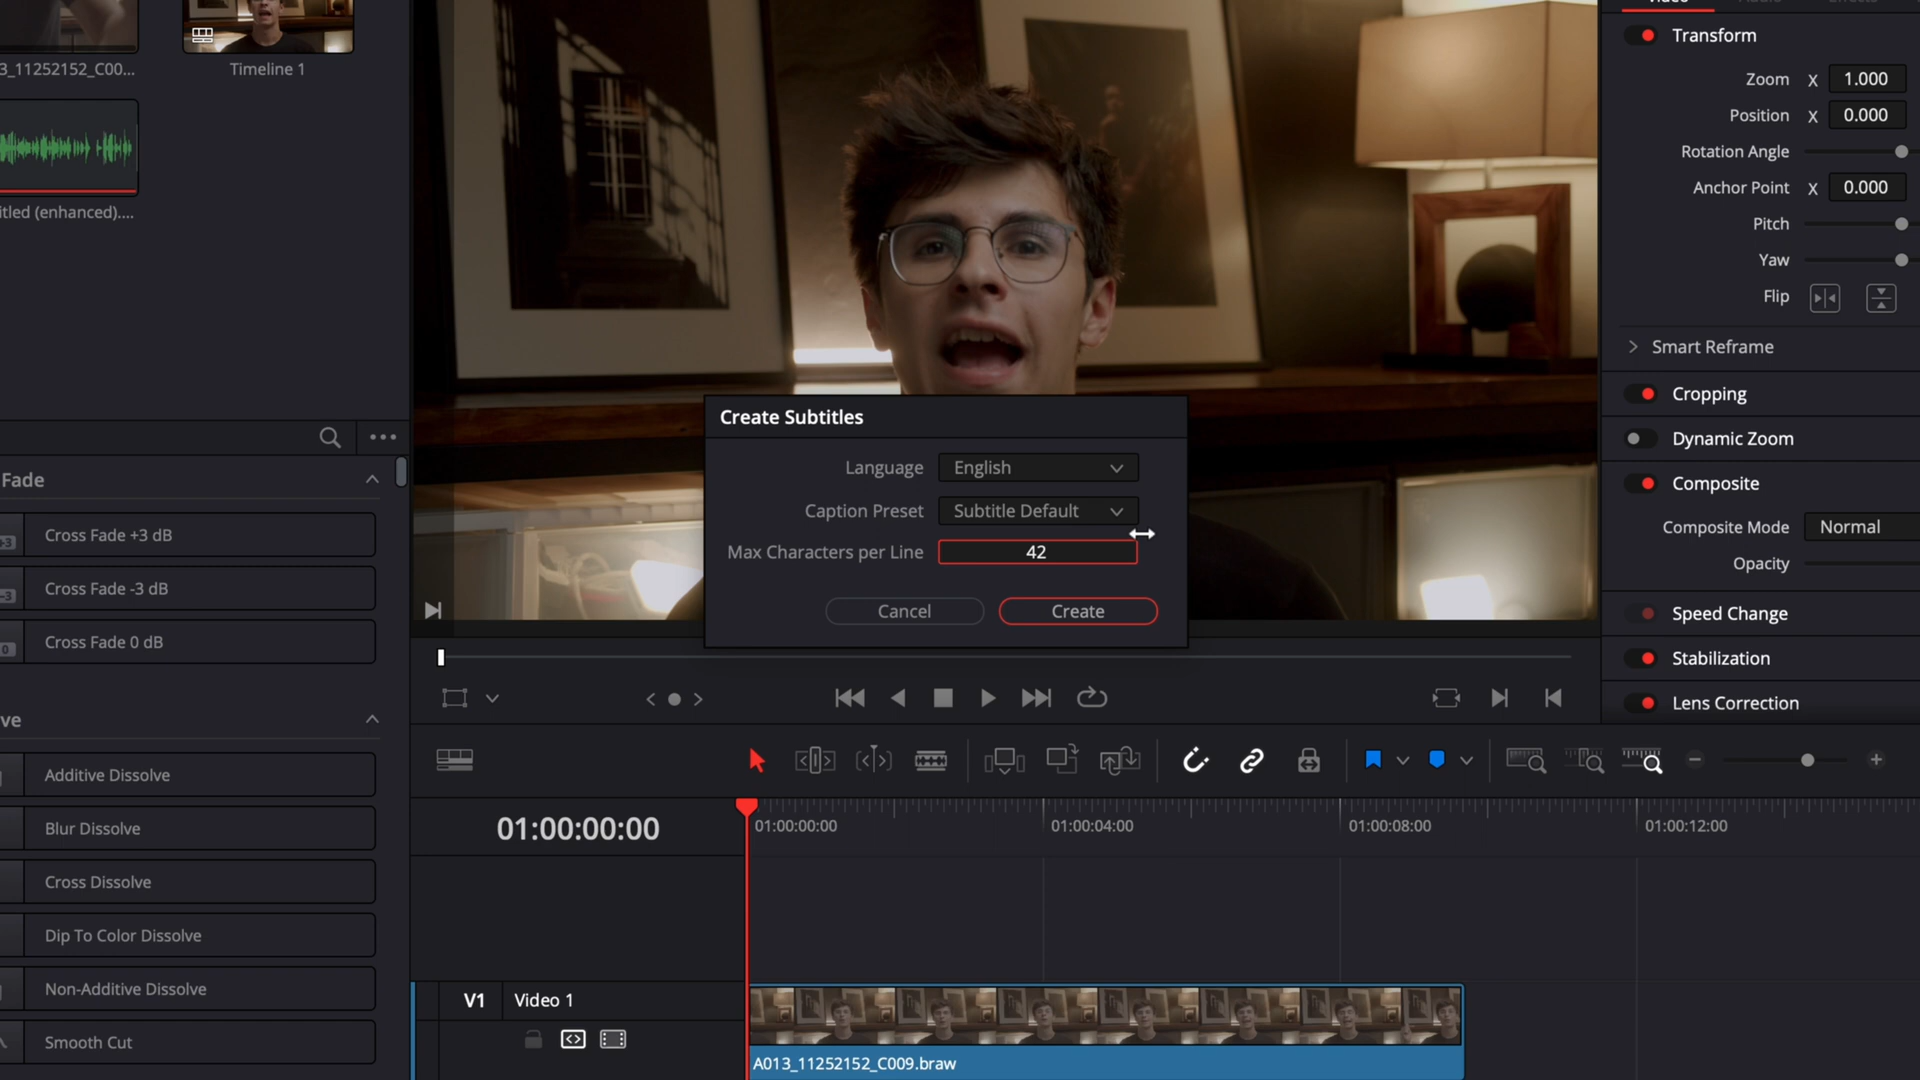 3_11252152_C00...
Timeline 1
itled (enhanced)....
Fade
Cross Fade +3 dB
Cross Fade -3 dB
Cross Fade 0 dB
ve
Additive Dissolve
Blur Dissolve
Cross Dissolve
Dip To Color Dissolve
Non-Additive Dissolve
Smooth Cut
Create Subtitles
Language English
Caption Preset Subtitle Default
Max Characters per Line 42
Cancel Create
Transform
Zoom X 1.000
Position X 0.000
Rotation Angle
Anchor Point X 0.000
Pitch
Yaw
Flip
Smart Reframe
Cropping
Dynamic Zoom
Composite
Composite Mode Normal
Opacity
Speed Change
Stabilization
Lens Correction
01:00:00:00
01:00:00:00 01:00:04:00 01:00:08:00 01:00:12:00
V1 Video 1
A013_11252152_C009.braw